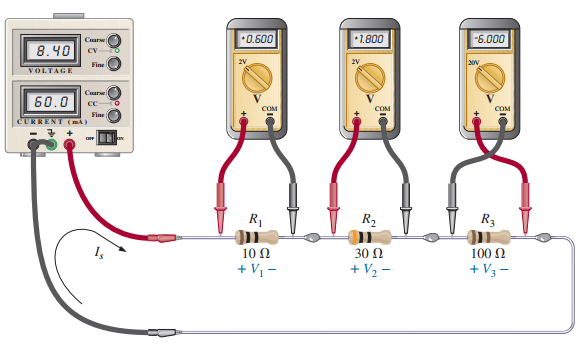 8.40
VOLTAGE
Coarse
CV
Fine
60.0
CURRENT (mA)
Coarse
CC
Fine
- +
OFF ON
+0.600
2V
V
COM
+ -
+1.800
2V
V
COM
+ -
-6.000
20V
V
COM
+ -
Is
R1
10 Ω
+ V1 -
R2
30 Ω
+ V2 -
R3
100 Ω
+ V3 -